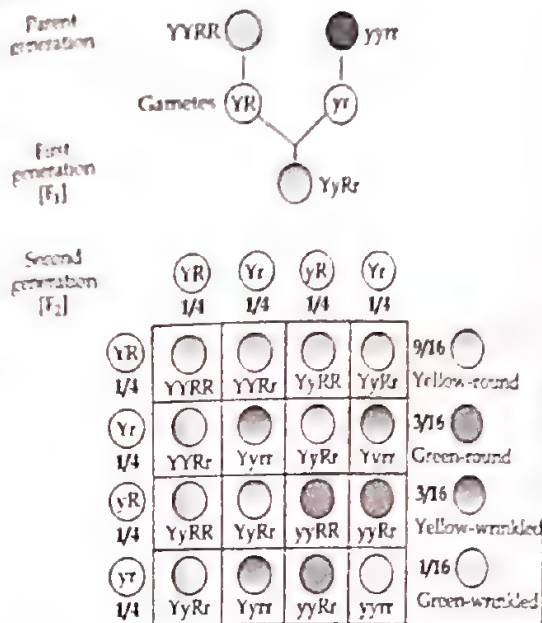 Parent
generation
YYRR
yyrr
Gametes
YR
yr
First
generation
[F1]
YyRr
Second
generation
[F2]
YR Yr yR Yr
1/4 1/4 1/4 1/4
YR
1/4
YYRR YYRr YyRR YyRr
9/16
Yellow-round
Yr
1/4
YYRr Yyrr YyRr Yyrr
3/16
Green-round
yR
1/4
YyRR YyRr yyRR yyRr
3/16
Yellow-wrinkled
yr
1/4
YyRr Yyrr yyRr yyrr
1/16
Green-wrinkled